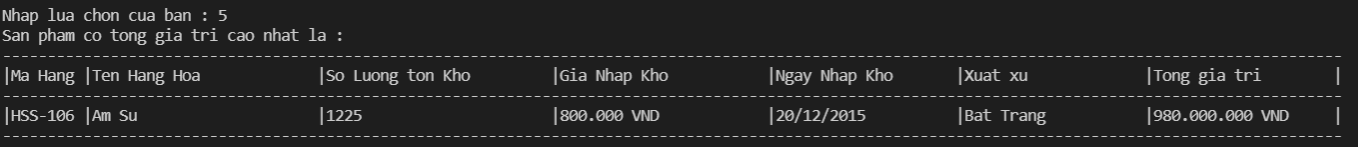 Nhap lua chon cua ban : 5
San pham co tong gia tri cao nhat la :
--------------------------------------------------------------------------------------------------------------------------------------------------
|Ma Hang |Ten Hang Hoa |So Luong ton Kho |Gia Nhap Kho |Ngay Nhap Kho |Xuat xu |Tong gia tri |
--------------------------------------------------------------------------------------------------------------------------------------------------
|HSS-106 |Am Su |1225 |800.000 VND |20/12/2015 |Bat Trang |980.000.000 VND |
--------------------------------------------------------------------------------------------------------------------------------------------------